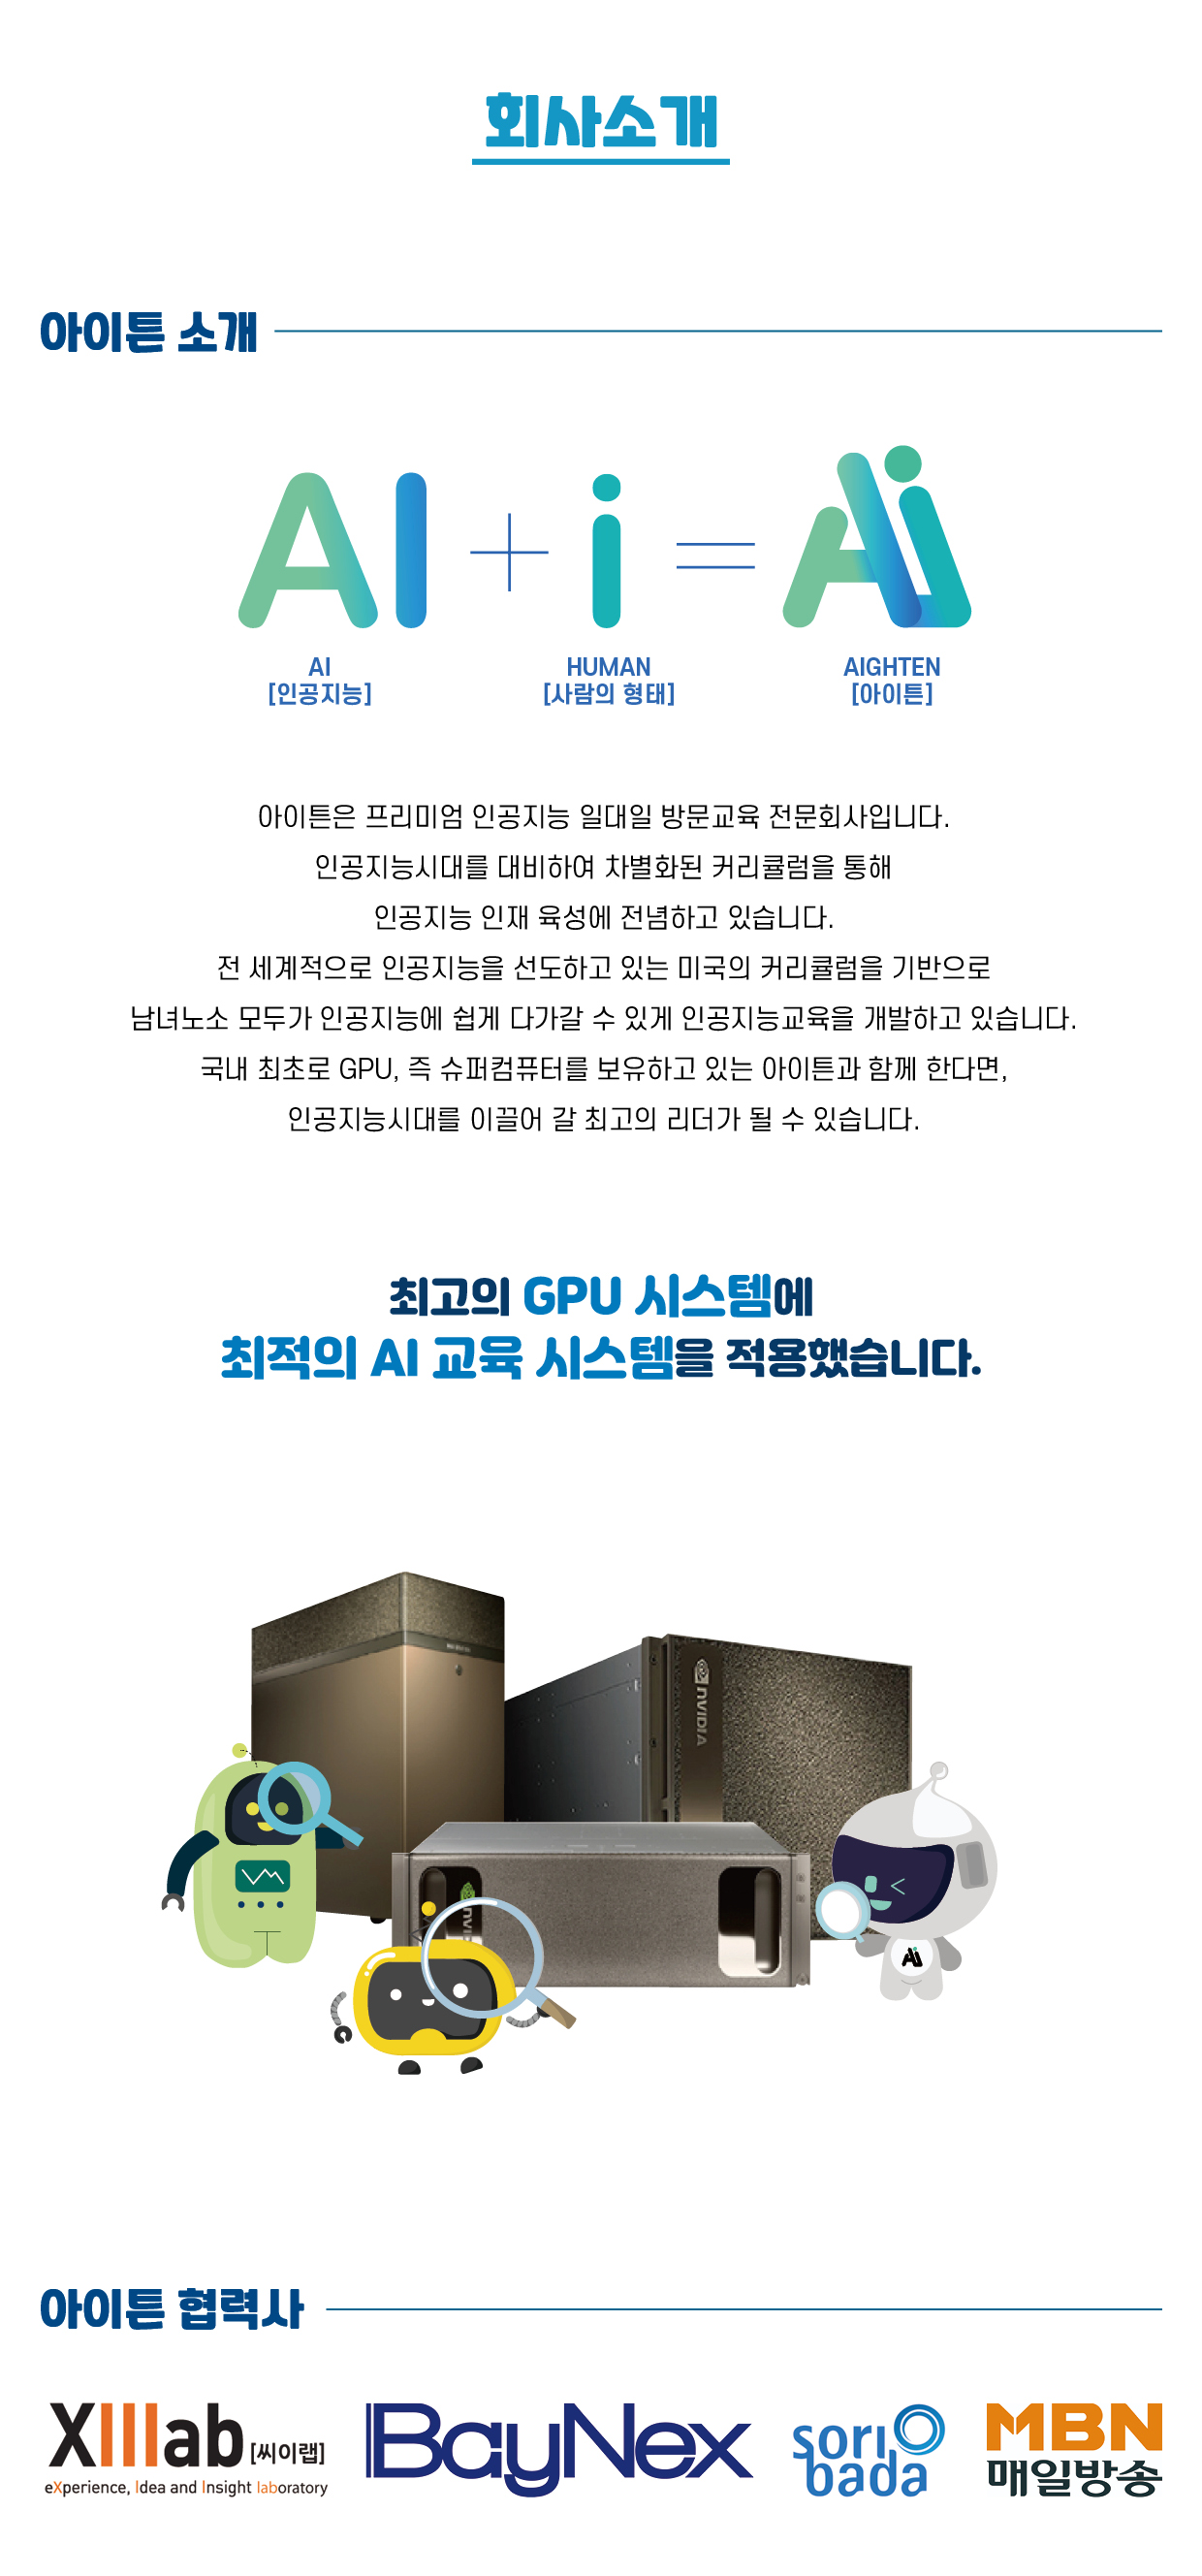 회사소개
아이튼 소개
AI + i = Ai
AI
[인공지능]
HUMAN
[사람의 형태]
AIGHTEN
[아이튼]
아이튼은 프리미엄 인공지능 일대일 방문교육 전문회사입니다.
인공지능시대를 대비하여 차별화된 커리큘럼을 통해
인공지능 인재 육성에 전념하고 있습니다.
전 세계적으로 인공지능을 선도하고 있는 미국의 커리큘럼을 기반으로
남녀노소 모두가 인공지능에 쉽게 다가갈 수 있게 인공지능교육을 개발하고 있습니다.
국내 최초로 GPU, 즉 슈퍼컴퓨터를 보유하고 있는 아이튼과 함께 한다면,
인공지능시대를 이끌어 갈 최고의 리더가 될 수 있습니다.
최고의 GPU 시스템에
최적의 AI 교육 시스템을 적용했습니다.
NVIDIA
Ai
아이튼 협력사
XIIIab [씨이랩]
eXperience, Idea and Insight laboratory
BayNex
sori
bada
MBN
매일방송